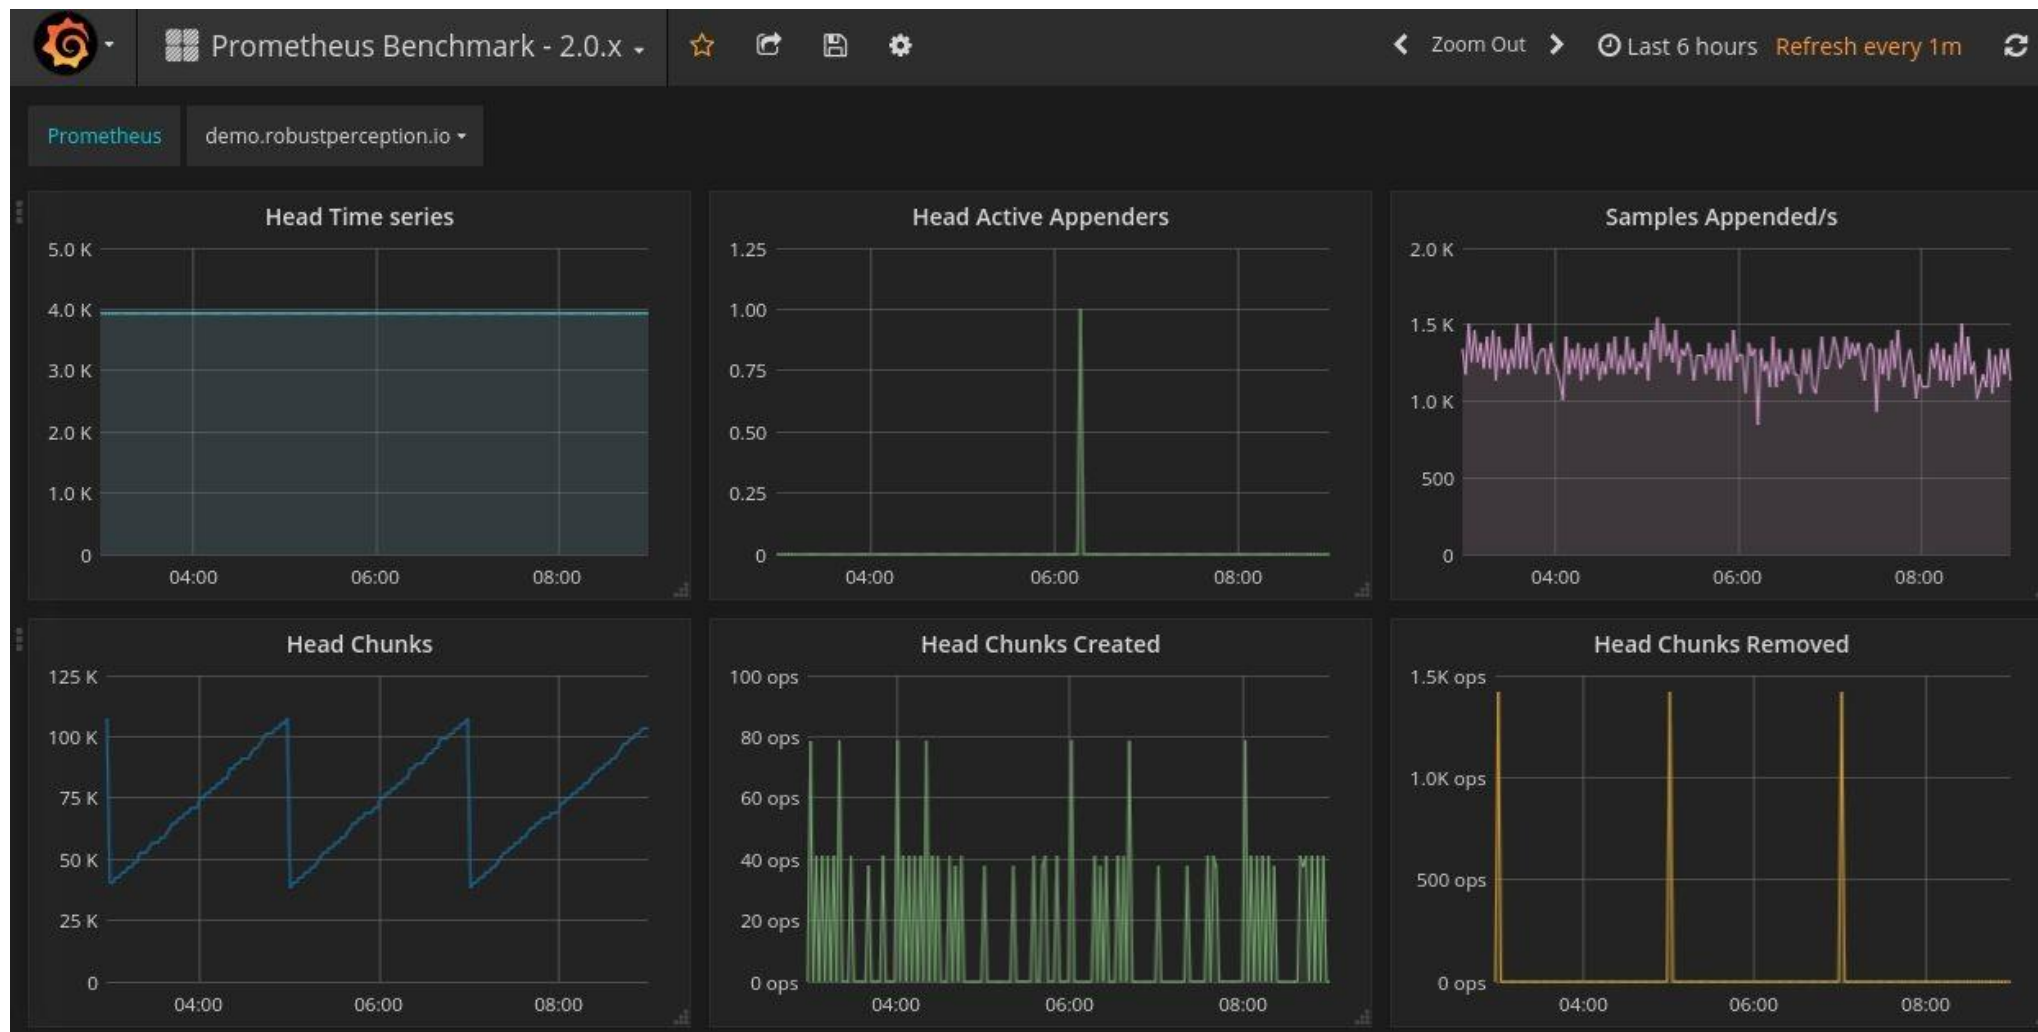 Prometheus Benchmark - 2.0.x
Zoom Out
Last 6 hours Refresh every 1m
Prometheus
demo.robustperception.io
Head Time series
5.0 K
4.0 K
3.0 K
2.0 K
1.0 K
0
04:00 06:00 08:00
Head Active Appenders
1.25
1.00
0.75
0.50
0.25
0
04:00 06:00 08:00
Samples Appended/s
2.0 K
1.5 K
1.0 K
500
0
04:00 06:00 08:00
Head Chunks
125 K
100 K
75 K
50 K
25 K
0
04:00 06:00 08:00
Head Chunks Created
100 ops
80 ops
60 ops
40 ops
20 ops
0 ops
04:00 06:00 08:00
Head Chunks Removed
1.5K ops
1.0K ops
500 ops
0 ops
04:00 06:00 08:00